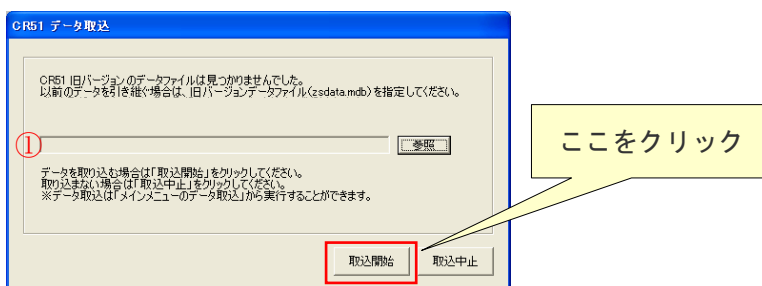 CR51 データ取込
CR51 旧バージョンのデータファイルは見つかりませんでした。
以前のデータを引き継ぐ場合は、旧バージョンデータファイル(zsdata.mdb)を指定してください。
①
参照
データを取り込む場合は「取込開始」をクリックしてください。
取り込まない場合は「取込中止」をクリックしてください。
※データ取込は「メインメニューのデータ取込」から実行することができます。
取込開始
取込中止
ここをクリック